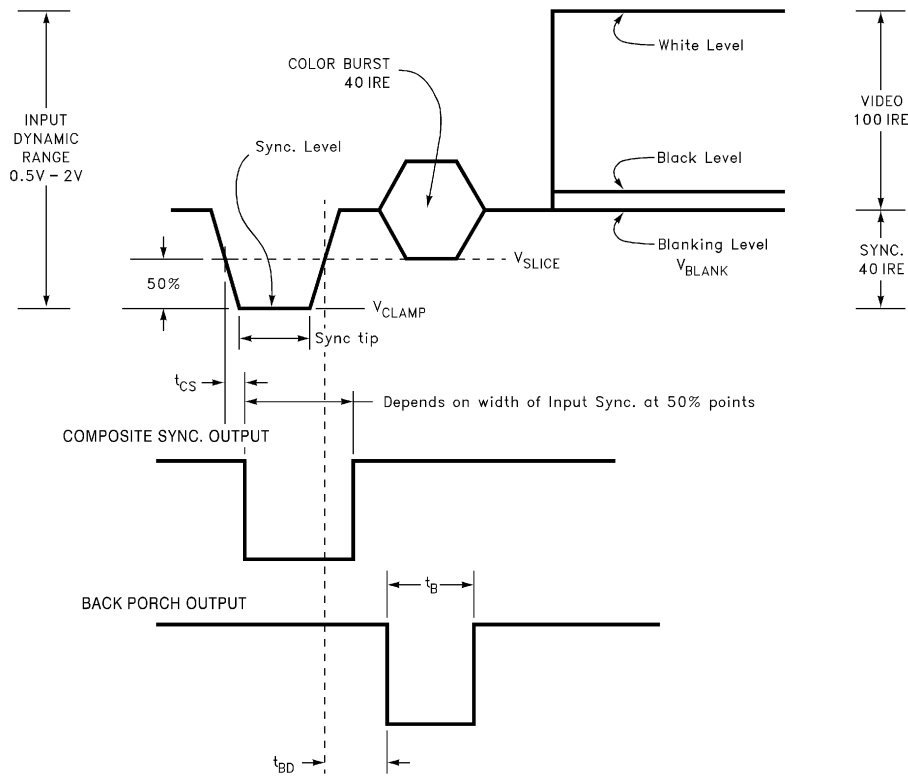 White Level
COLOR BURST
40 IRE
INPUT
DYNAMIC
RANGE
0.5V – 2V
VIDEO
100 IRE
Sync. Level
Black Level
VSLICE
Blanking Level
VBLANK
SYNC.
40 IRE
50%
VCLAMP
Sync tip
tCS
Depends on width of Input Sync. at 50% points
COMPOSITE SYNC. OUTPUT
tB
BACK PORCH OUTPUT
tBD